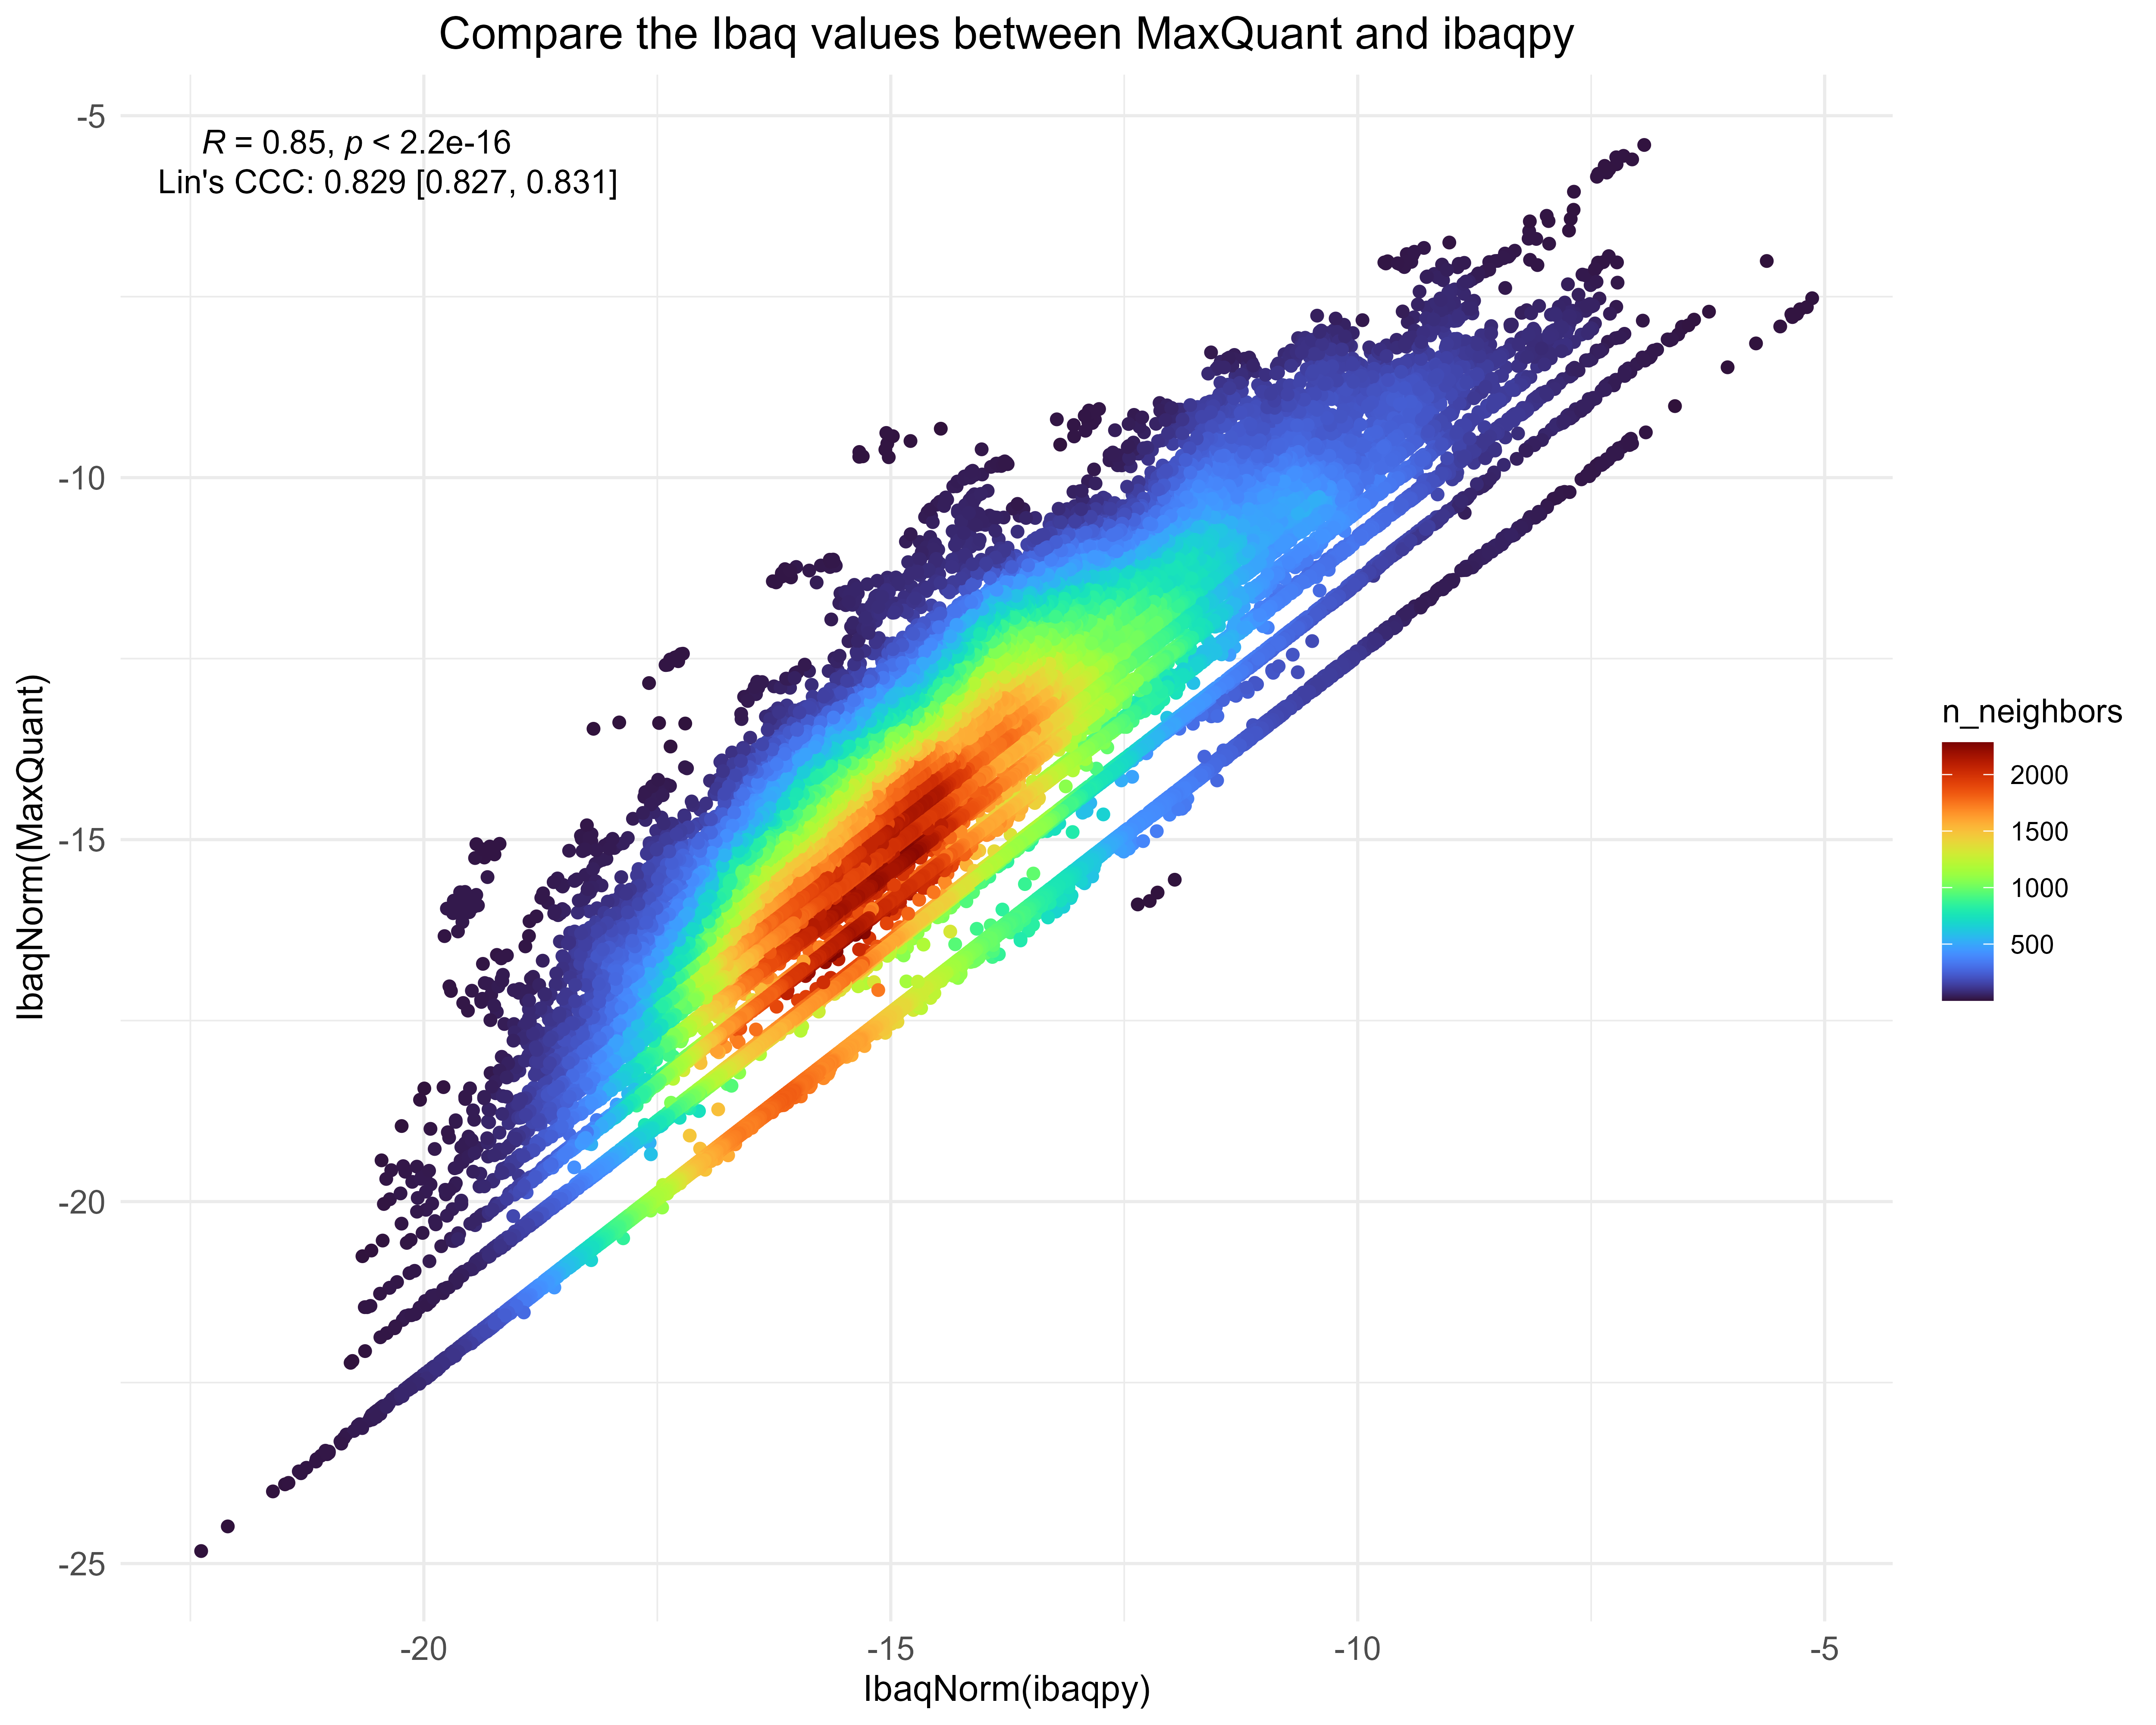 Compare the Ibaq values between MaxQuant and ibaqpy
R = 0.85, p < 2.2e-16
Lin's CCC: 0.829 [0.827, 0.831]
IbaqNorm(MaxQuant)
-5
-10
-15
-20
-25
-20
-15
-10
-5
IbaqNorm(ibaqpy)
n_neighbors
2000
1500
1000
500